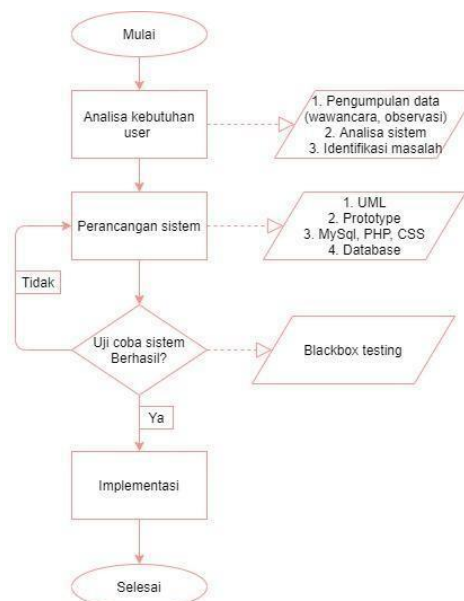 Mulai
Analisa kebutuhan
user
1. Pengumpulan data
(wawancara, observasi)
2. Analisa sistem
3. Identifikasi masalah
Perancangan sistem
1. UML
2. Prototype
3. MySql, PHP, CSS
4. Database
Tidak
Uji coba sistem
Berhasil?
Blackbox testing
Ya
Implementasi
Selesai